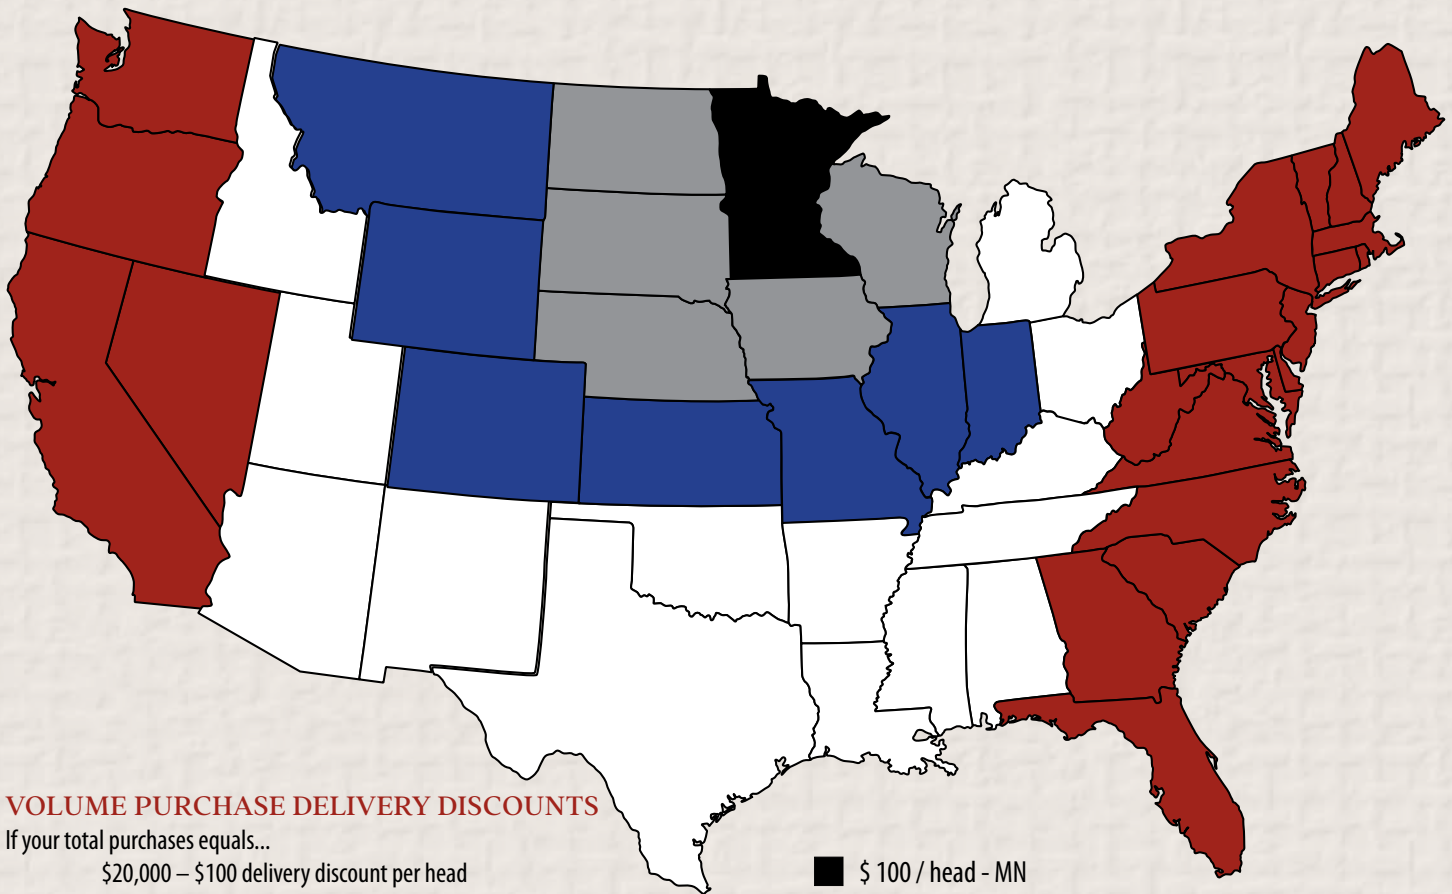 VOLUME PURCHASE DELIVERY DISCOUNTS
If your total purchases equals...
$20,000 – $100 delivery discount per head
$ 100 / head - MN